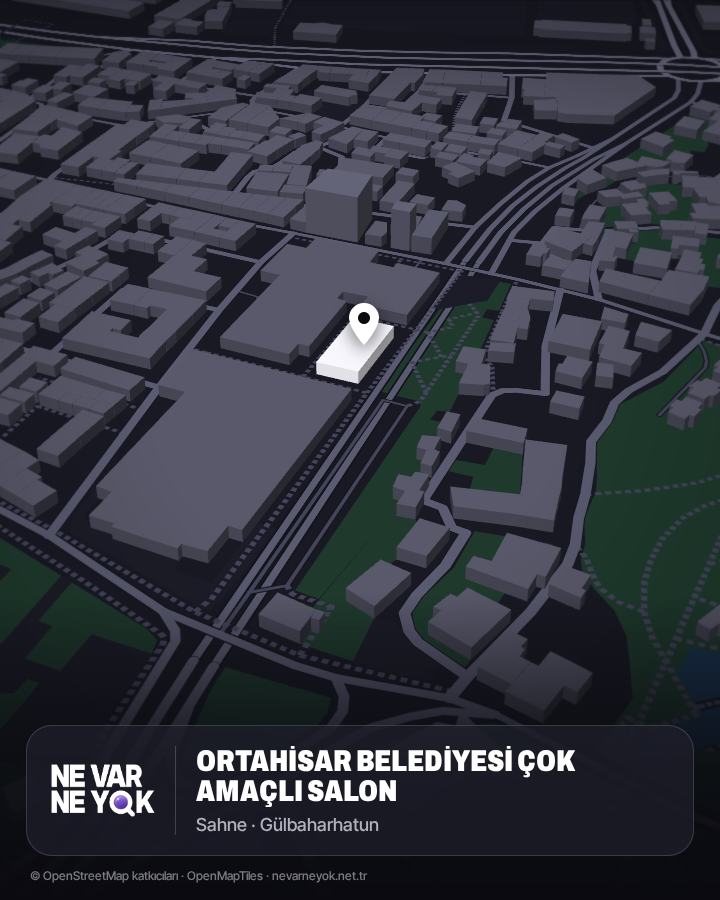 NE VAR
NE YOK
ORTAHİSAR BELEDİYESİ ÇOK
AMAÇLI SALON
Sahne · Gülbaharhatun
© OpenStreetMap katkıcıları · OpenMapTiles · nevarneyok.net.tr